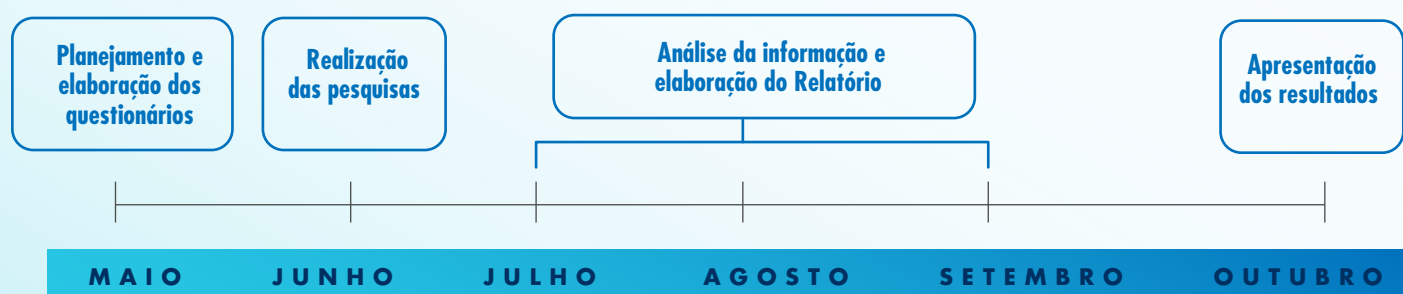 Planejamento e
elaboração dos
questionários
Realização
das pesquisas
Análise da informação e
elaboração do Relatório
Apresentação
dos resultados
MAIO
JUNHO
JULHO
AGOSTO
SETEMBRO
OUTUBRO